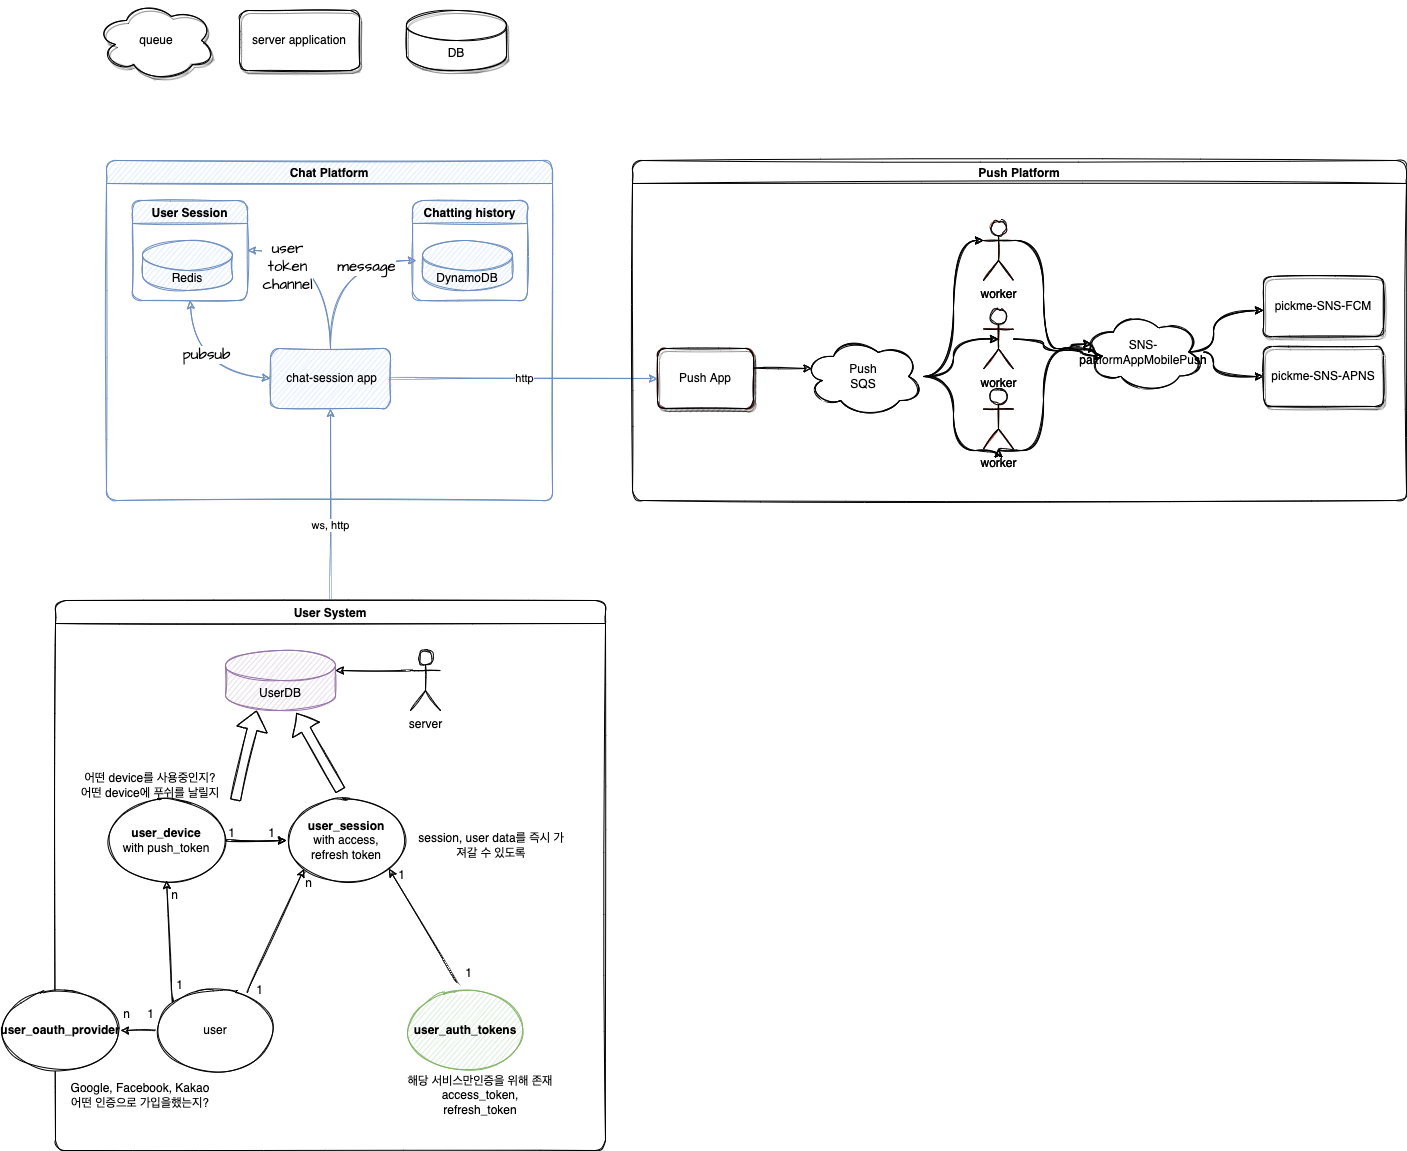 queue
server application
DB
Chat Platform
User Session
Redis
user
token
channel
message
Chatting history
DynamoDB
pubsub
chat-session app
http
ws, http
Push Platform
Push App
Push
SQS
worker
worker
worker
SNS-
patformAppMobilePush
pickme-SNS-FCM
pickme-SNS-APNS
User System
UserDB
server
어떤 device를 사용중인지?
어떤 device에 푸쉬를 날릴지
user_device
with push_token
1
1
user_session
with access,
refresh token
session, user data를 즉시 가
져갈 수 있도록
n
n
1
1
1
1
user_oauth_provider
n
1
user
user_auth_tokens
Google, Facebook, Kakao
어떤 인증으로 가입을했는지?
해당 서비스만인증을 위해 존재
access_token,
refresh_token